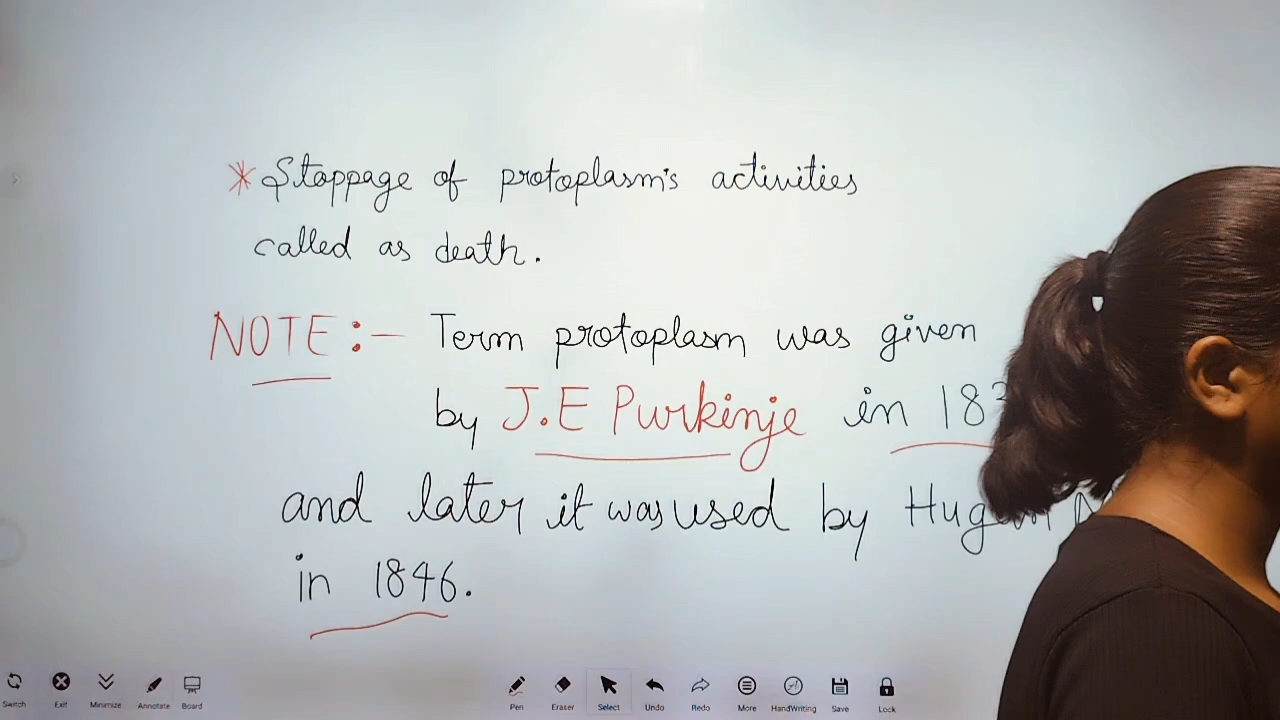 * Stoppage of protoplasm's activities
called as death.
NOTE :- Term protoplasm was given
by J.E Purkinje in
and later it was used by
in 1846.
Switch Exit Minimize Annotate Board Pen Eraser Select Undo Redo More HandWriting Save Lock